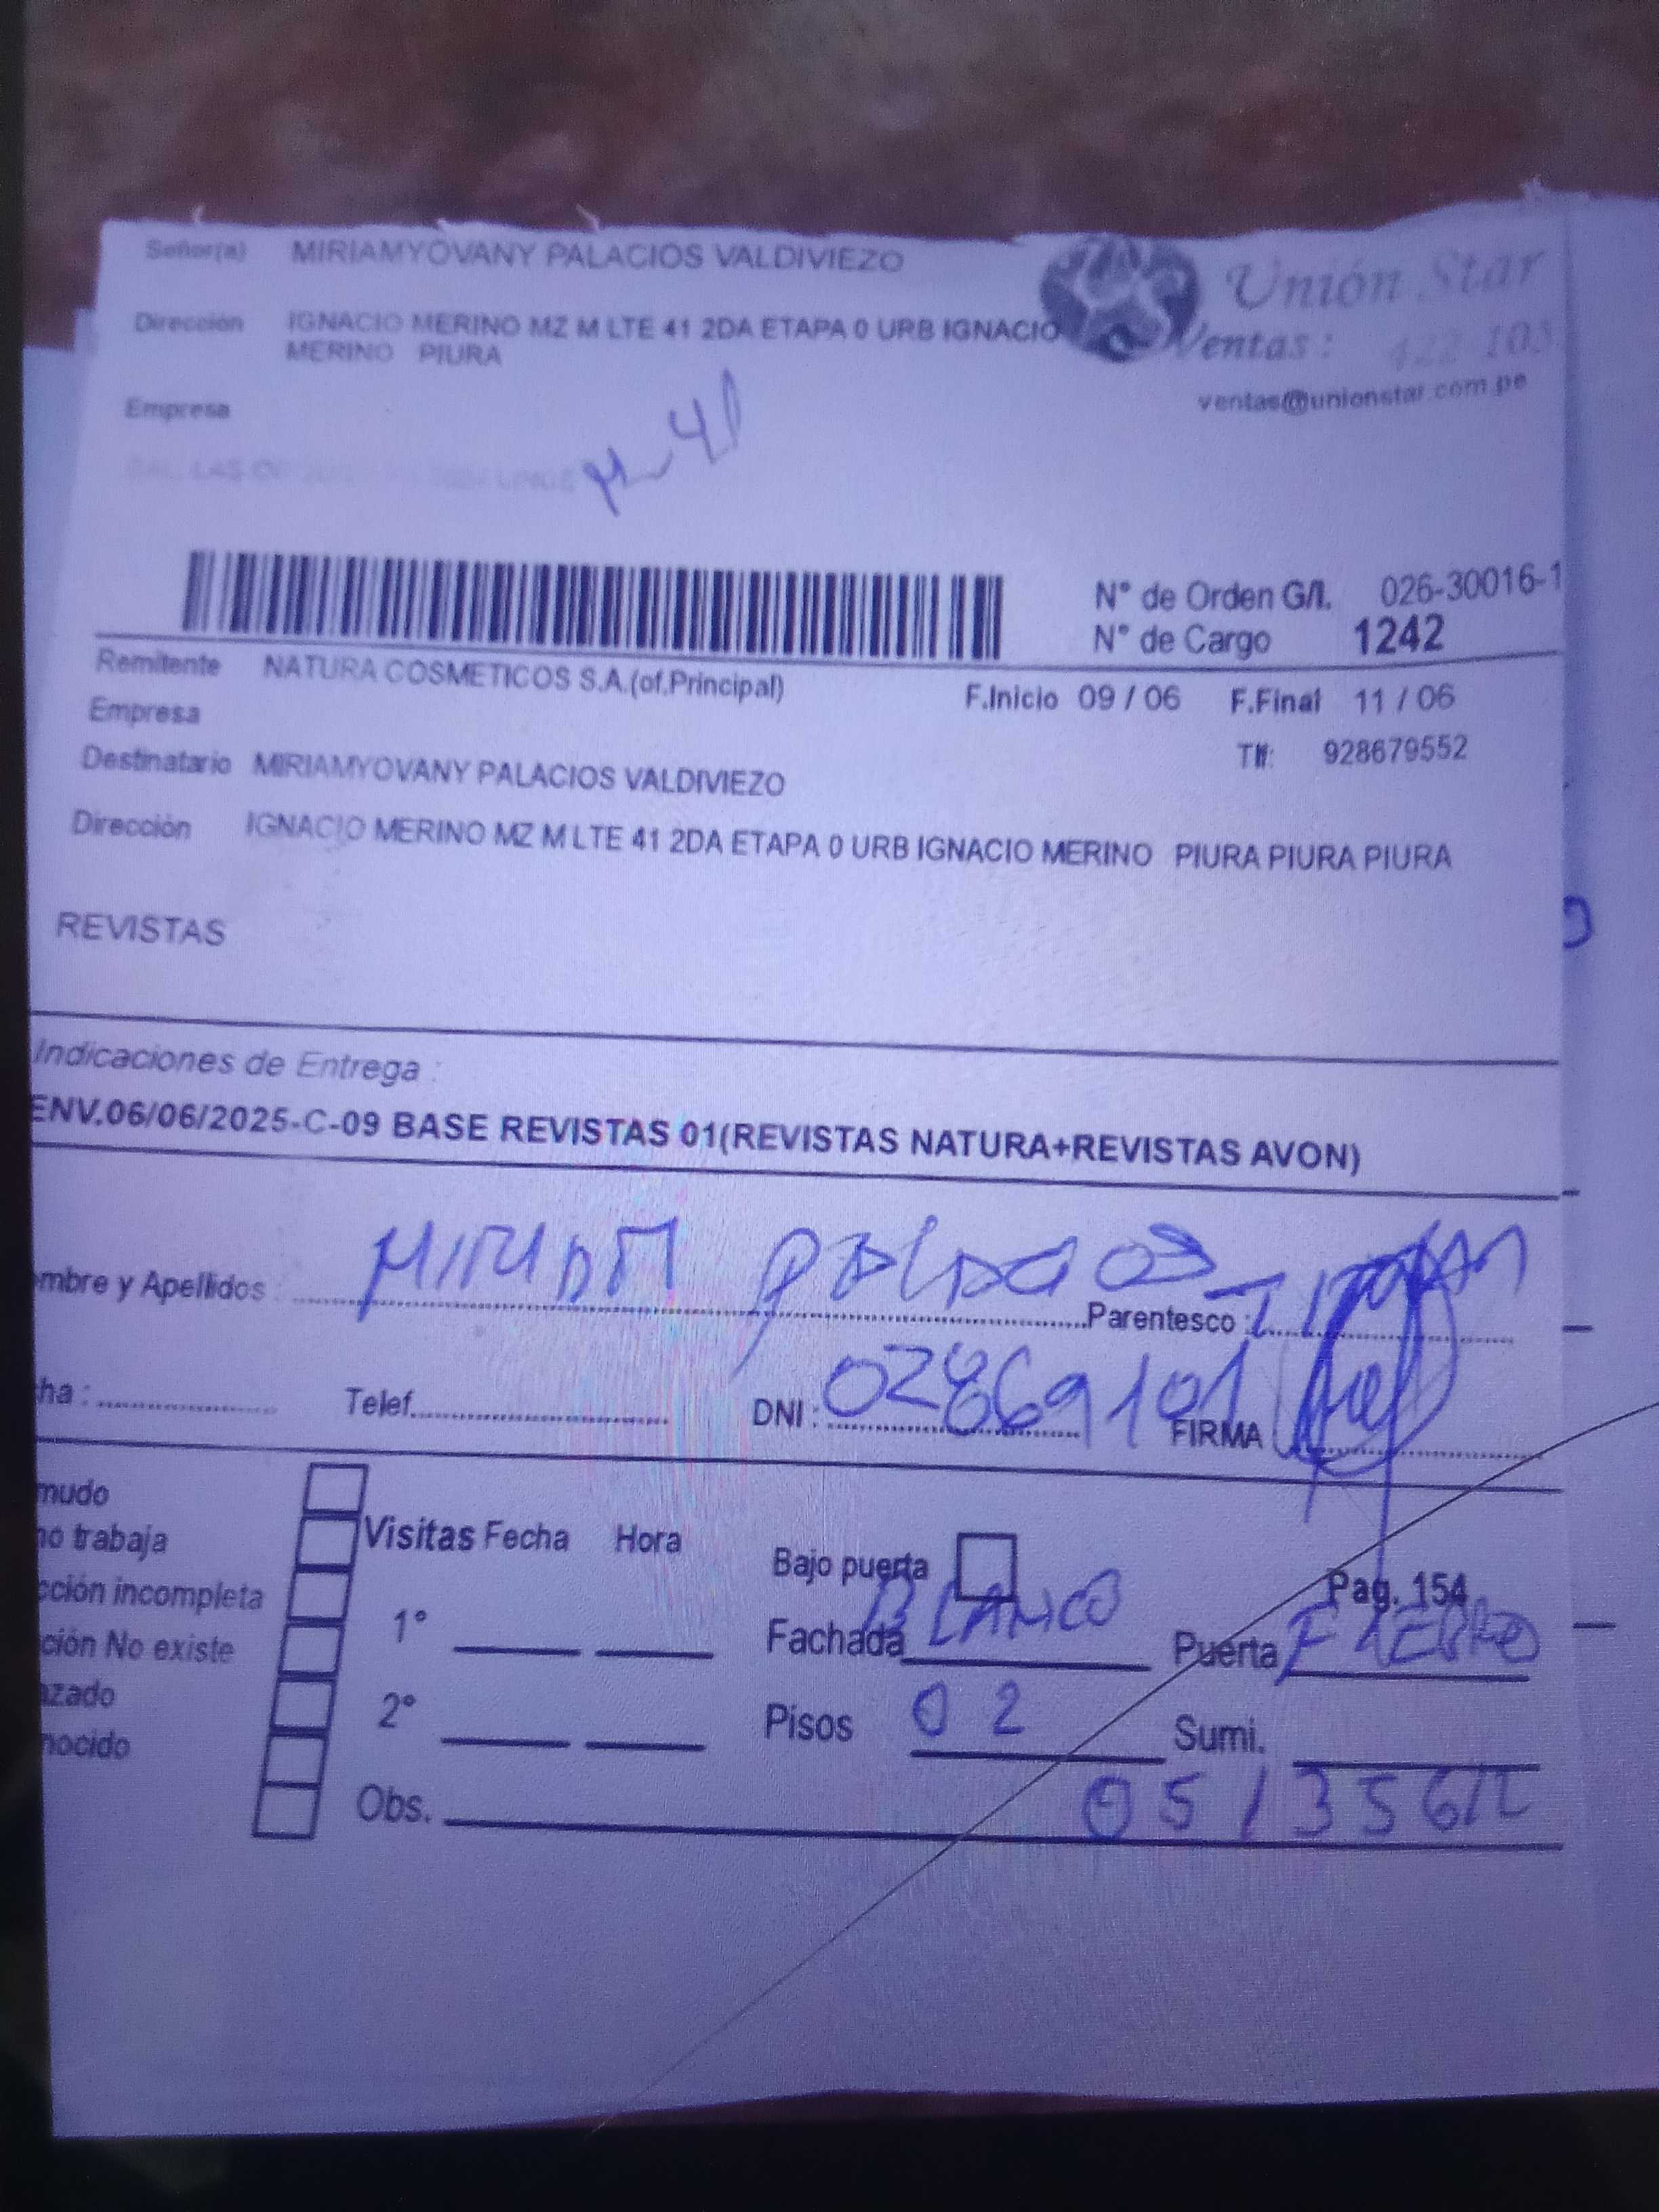 Señor(a) MIRIAMYOVANY PALACIOS VALDIVIEZO
Unión Star
Dirección IGNACIO MERINO MZ M LTE 41 2DA ETAPA 0 URB IGNACIO
MERINO PIURA
Ventas: 422 103
ventas@unionstar.com.pe
Empresa
M-41
N° de Orden G/I. 026-30016-1
N° de Cargo 1242
Remitente NATURA COSMETICOS S.A.(of.Principal)
F.Inicio 09 / 06 F.Final 11 / 06
Empresa
Tlf: 928679552
Destinatario MIRIAMYOVANY PALACIOS VALDIVIEZO
Dirección IGNACIO MERINO MZ M LTE 41 2DA ETAPA 0 URB IGNACIO MERINO PIURA PIURA PIURA
REVISTAS
Indicaciones de Entrega :
ENV.06/06/2025-C-09 BASE REVISTAS 01(REVISTAS NATURA+REVISTAS AVON)
mbre y Apellidos : Palacios Parentesco :
ha : Telef. DNI : 02869101 FIRMA
mudo
no trabaja
cción incompleta
ción No existe
azado
nocido
Visitas Fecha Hora
1°
2°
Obs.
Bajo puerta
Pag. 154
Fachada BLANCO Puerta FIERRO
Pisos 02 Sumi.